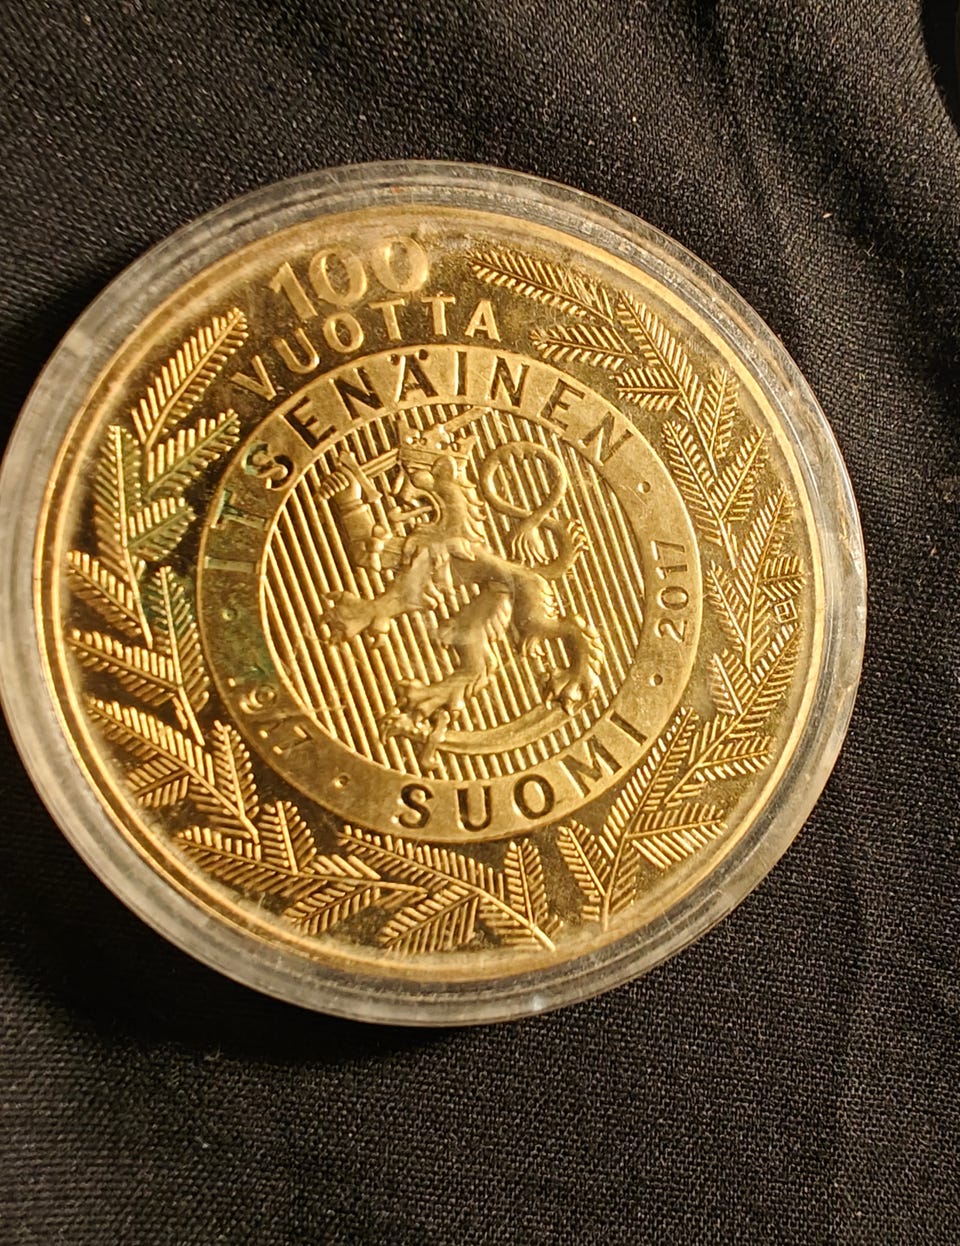 100
VUOTTA
ITSENÄINEN
· 2017 ·
SUOMI
· 1917 ·